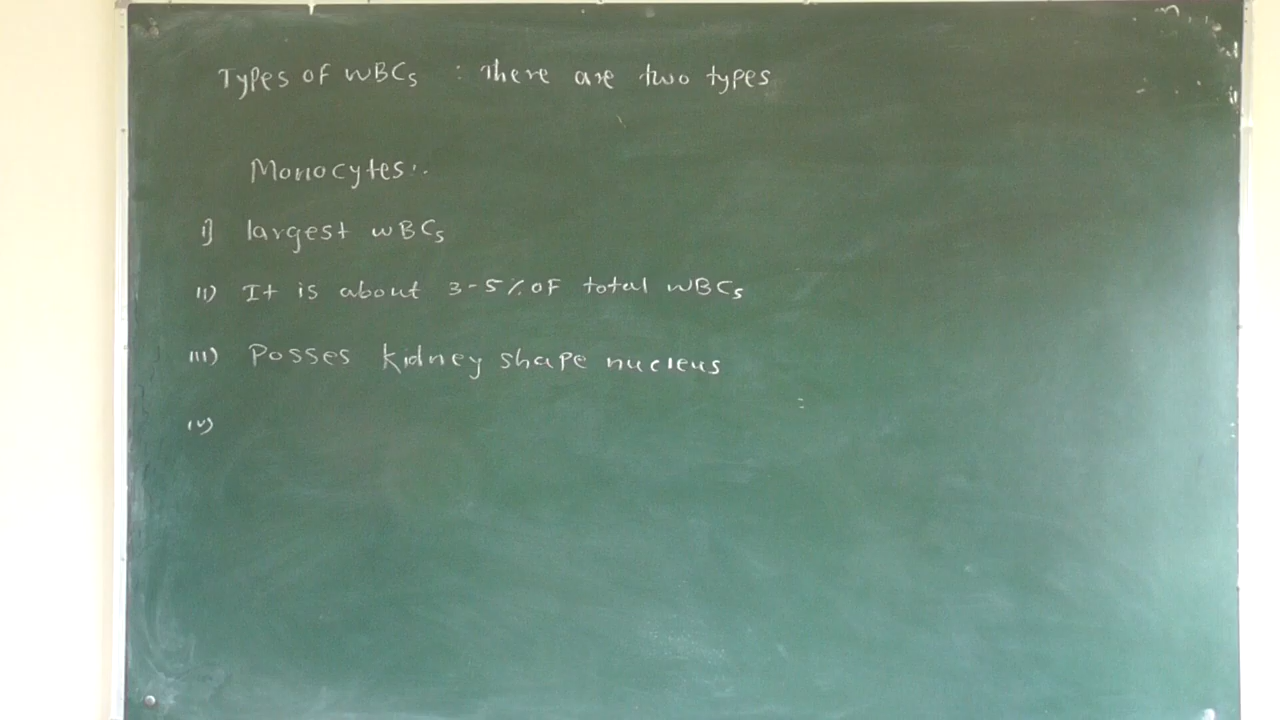 Types of WBCs : There are two types
Monocytes :-
i) largest WBCs
ii) It is about 3-5% of total WBCs
iii) Posses kidney shape nucleus
iv)